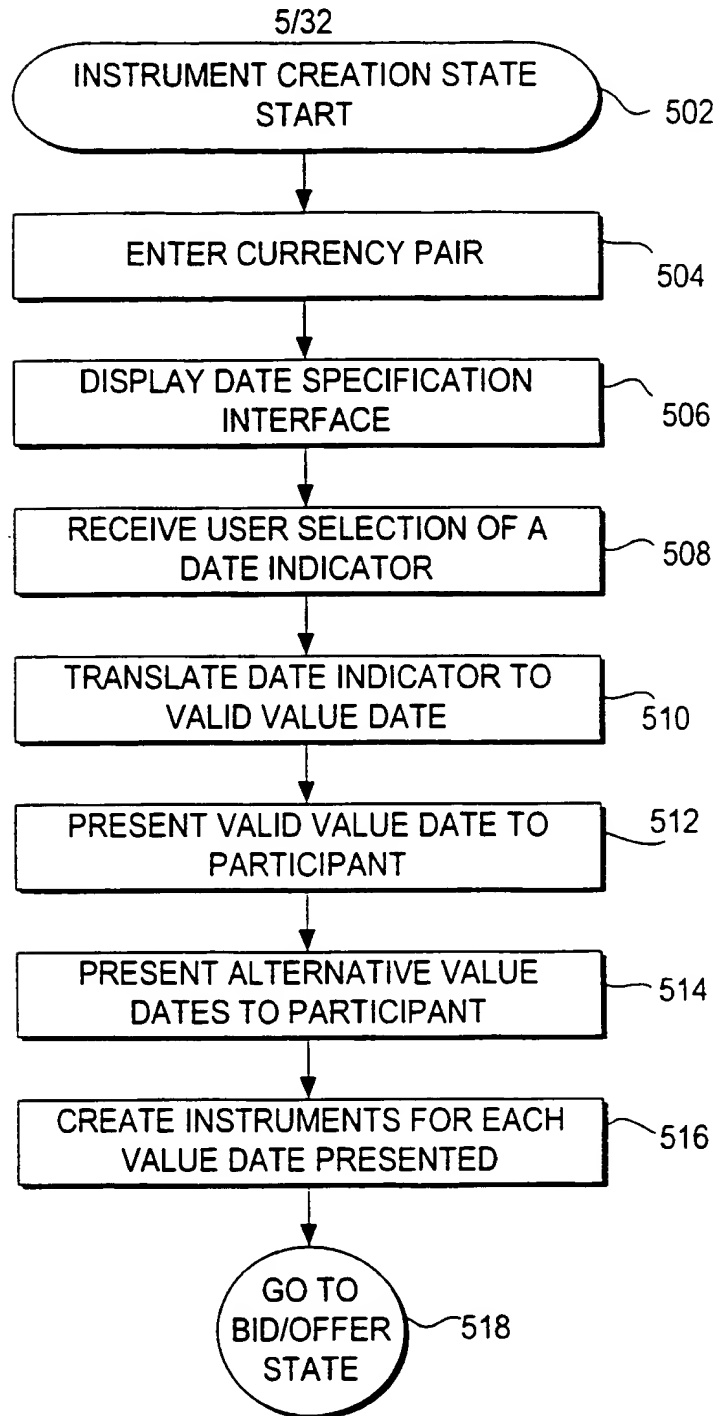 5/32
INSTRUMENT CREATION STATE
START
502
ENTER CURRENCY PAIR
504
DISPLAY DATE SPECIFICATION
INTERFACE
506
RECEIVE USER SELECTION OF A
DATE INDICATOR
508
TRANSLATE DATE INDICATOR TO
VALID VALUE DATE
510
PRESENT VALID VALUE DATE TO
PARTICIPANT
512
PRESENT ALTERNATIVE VALUE
DATES TO PARTICIPANT
514
CREATE INSTRUMENTS FOR EACH
VALUE DATE PRESENTED
516
GO TO
BID/OFFER
STATE
518